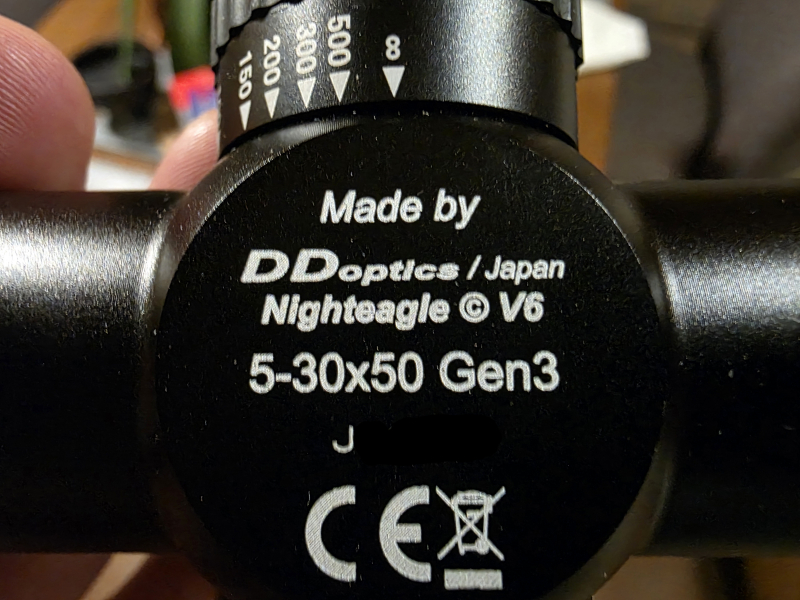 150 200 300 500 ∞
Made by
DDoptics / Japan
Nighteagle © V6
5-30x50 Gen3
J
CE